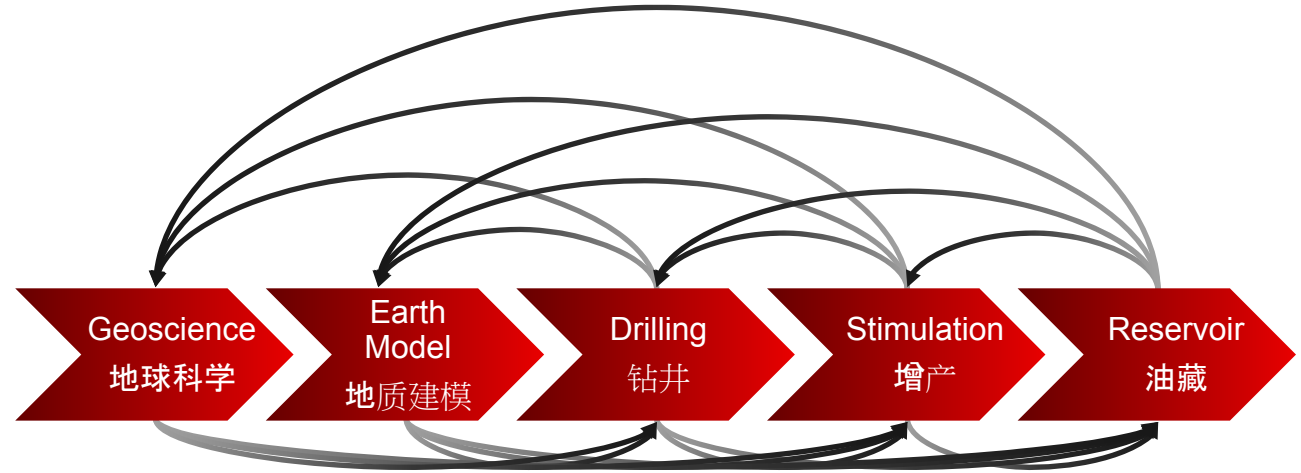 Geoscience
地球科学
Earth
Model
地质建模
Drilling
钻井
Stimulation
增产
Reservoir
油藏